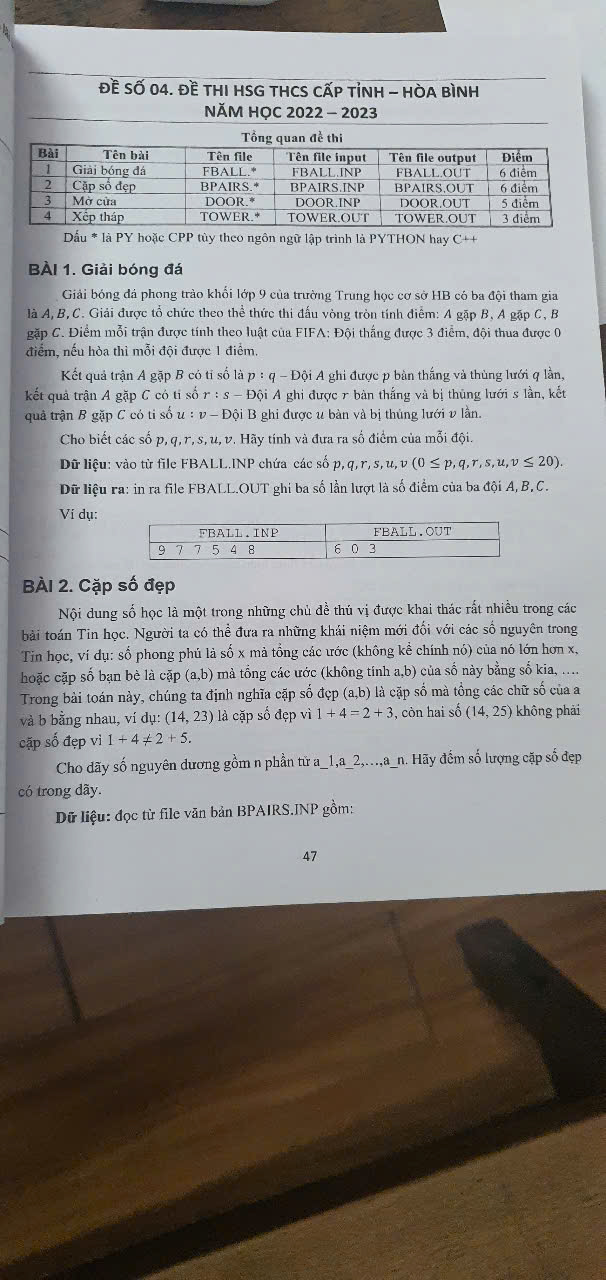 ĐỀ SỐ 04. ĐỀ THI HSG THCS CẤP TỈNH – HÒA BÌNH
NĂM HỌC 2022 – 2023
Tổng quan đề thi
Bài Tên bài Tên file Tên file input Tên file output Điểm
1 Giải bóng đá FBALL.* FBALL.INP FBALL.OUT 6 điểm
2 Cặp số đẹp BPAIRS.* BPAIRS.INP BPAIRS.OUT 6 điểm
3 Mở cửa DOOR.* DOOR.INP DOOR.OUT 5 điểm
4 Xếp tháp TOWER.* TOWER.OUT TOWER.OUT 3 điểm
Dấu * là PY hoặc CPP tùy theo ngôn ngữ lập trình là PYTHON hay C++
BÀI 1. Giải bóng đá
Giải bóng đá phong trào khối lớp 9 của trường Trung học cơ sở HB có ba đội tham gia
là A, B, C. Giải được tổ chức theo thể thức thi đấu vòng tròn tính điểm: A gặp B, A gặp C, B
gặp C. Điểm mỗi trận được tính theo luật của FIFA: Đội thắng được 3 điểm, đội thua được 0
điểm, nếu hòa thì mỗi đội được 1 điểm.
Kết quả trận A gặp B có tỉ số là p : q – Đội A ghi được p bàn thắng và bị thủng lưới q lần,
kết quả trận A gặp C có tỉ số r : s – Đội A ghi được r bàn thắng và bị thủng lưới s lần, kết
quả trận B gặp C có tỉ số u : v – Đội B ghi được u bàn và bị thủng lưới v lần.
Cho biết các số p, q, r, s, u, v. Hãy tính và đưa ra số điểm của mỗi đội.
Dữ liệu: vào từ file FBALL.INP chứa các số p, q, r, s, u, v (0 ≤ p, q, r, s, u, v ≤ 20).
Dữ liệu ra: in ra file FBALL.OUT ghi ba số lần lượt là số điểm của ba đội A, B, C.
Ví dụ:
FBALL.INP FBALL.OUT
9 7 7 5 4 8 6 0 3
BÀI 2. Cặp số đẹp
Nội dung số học là một trong những chủ đề thú vị được khai thác rất nhiều trong các
bài toán Tin học. Người ta có thể đưa ra những khái niệm mới đối với các số nguyên trong
Tin học, ví dụ: số phong phú là số x mà tổng các ước (không kể chính nó) của nó lớn hơn x,
hoặc cặp số bạn bè là cặp (a,b) mà tổng các ước (không tính a,b) của số này bằng số kia, ....
Trong bài toán này, chúng ta định nghĩa cặp số đẹp (a,b) là cặp số mà tổng các chữ số của a
và b bằng nhau, ví dụ: (14, 23) là cặp số đẹp vì 1 + 4 = 2 + 3, còn hai số (14, 25) không phải
cặp số đẹp vì 1 + 4 ≠ 2 + 5.
Cho dãy số nguyên dương gồm n phần tử a_1,a_2,…,a_n. Hãy đếm số lượng cặp số đẹp
có trong dãy.
Dữ liệu: đọc từ file văn bản BPAIRS.INP gồm:
47